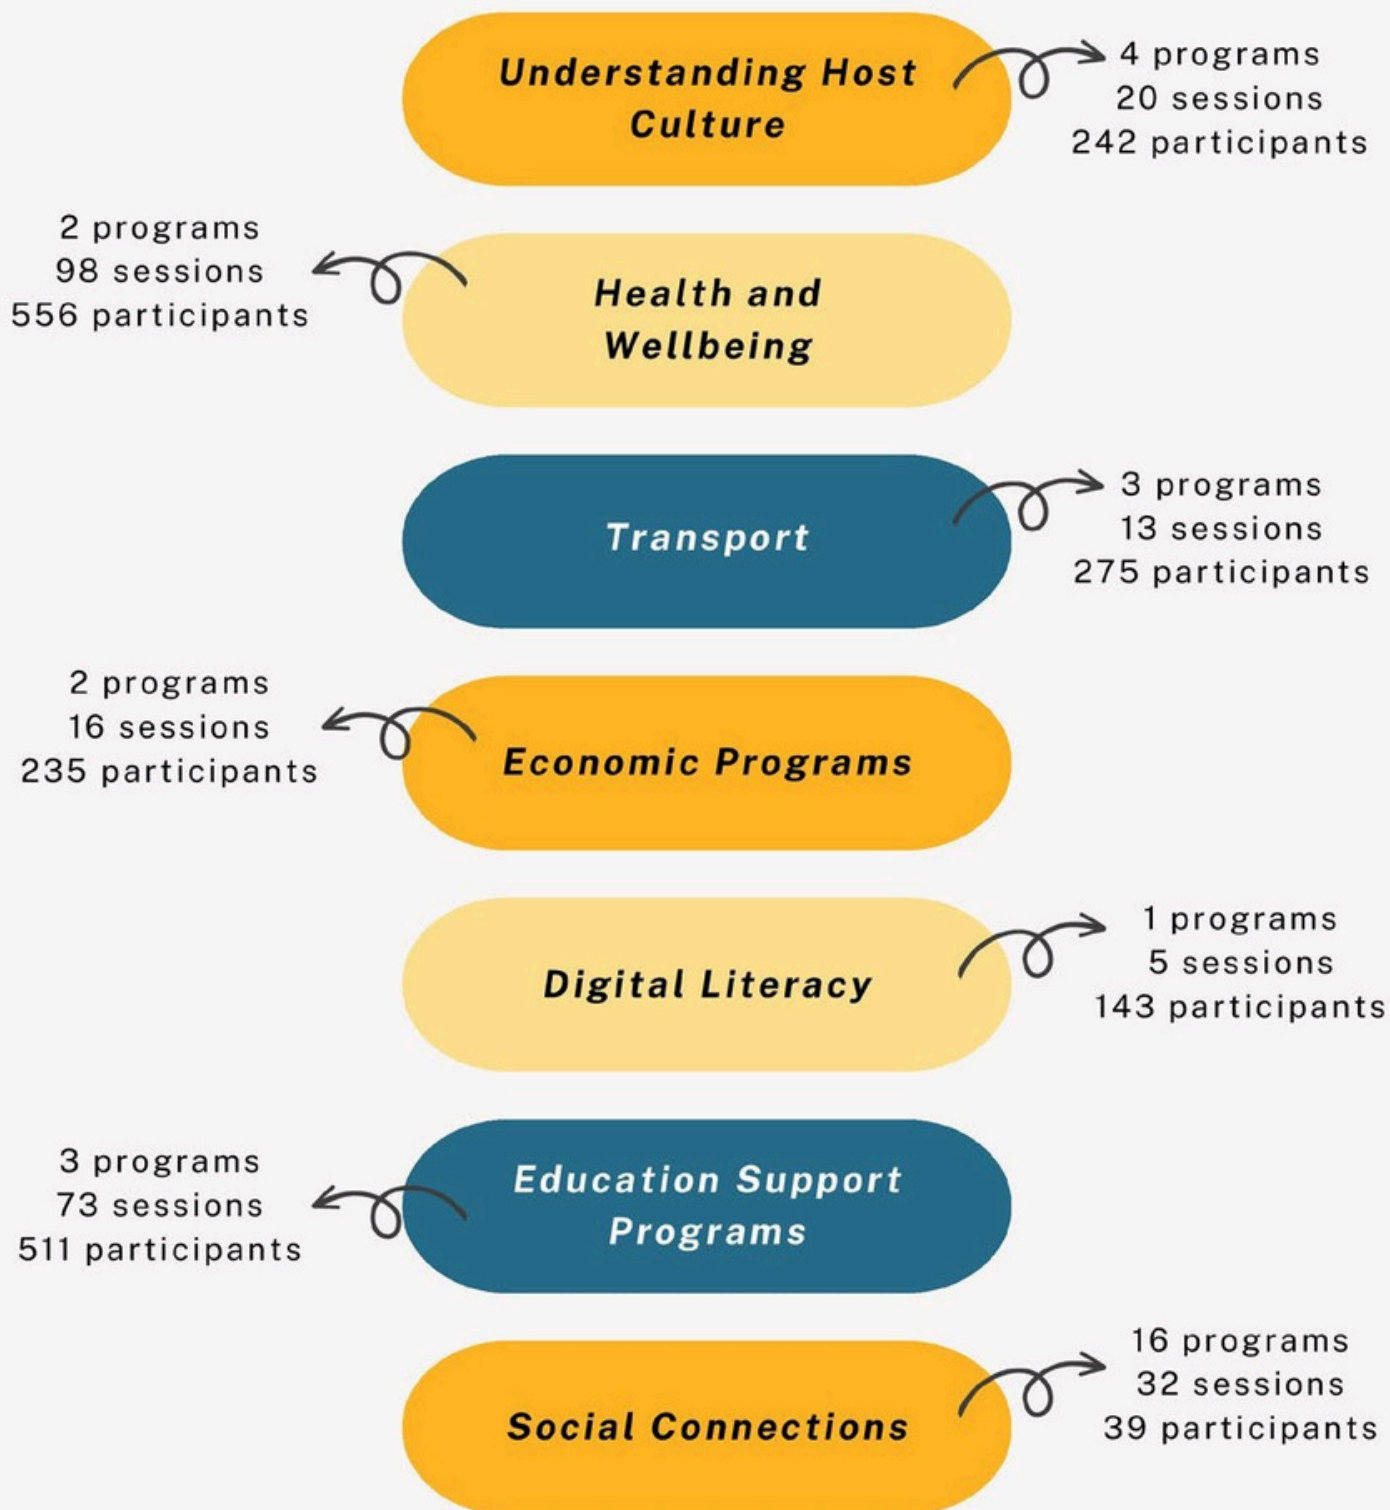 Understanding Host
Culture
4 programs
20 sessions
242 participants
2 programs
98 sessions
556 participants
Health and
Wellbeing
Transport
3 programs
13 sessions
275 participants
2 programs
16 sessions
235 participants
Economic Programs
Digital Literacy
1 programs
5 sessions
143 participants
3 programs
73 sessions
511 participants
Education Support
Programs
Social Connections
16 programs
32 sessions
39 participants